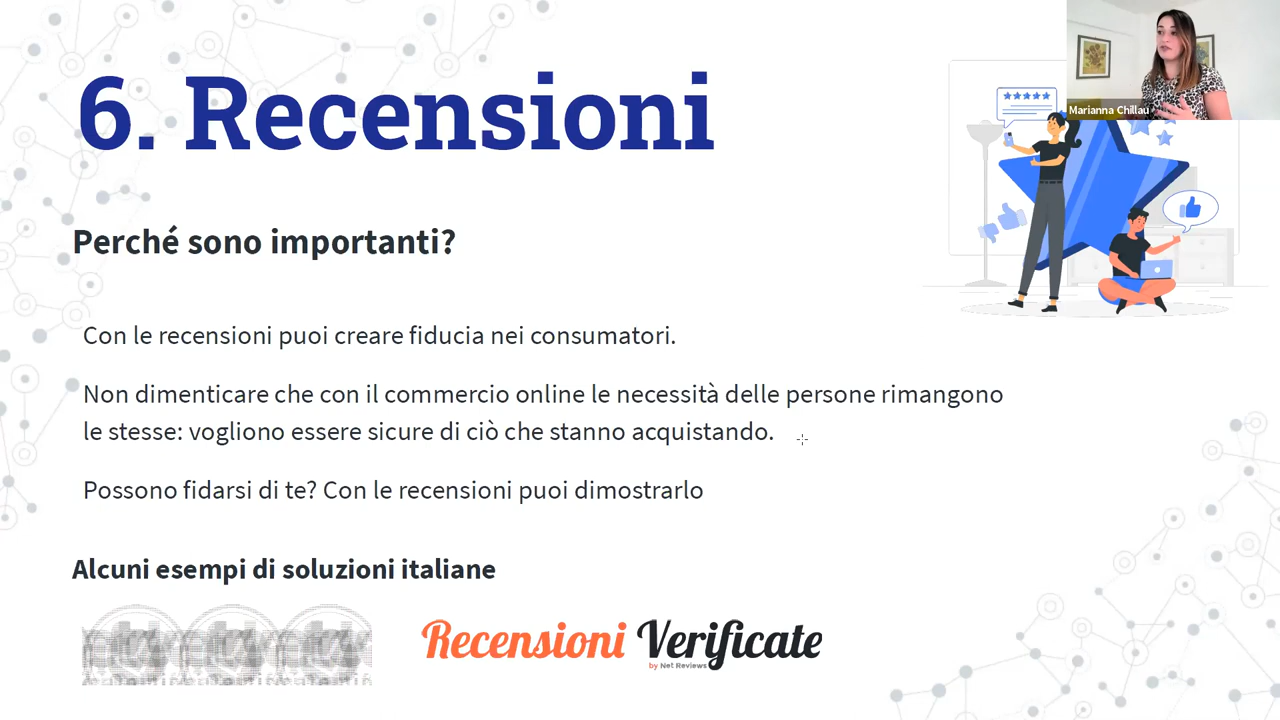 6. Recensioni
Marianna Chillau
Perché sono importanti?
Con le recensioni puoi creare fiducia nei consumatori.
Non dimenticare che con il commercio online le necessità delle persone rimangono
le stesse: vogliono essere sicure di ciò che stanno acquistando.
Possono fidarsi di te? Con le recensioni puoi dimostrarlo
Alcuni esempi di soluzioni italiane
Recensioni Verificate
by Net Reviews